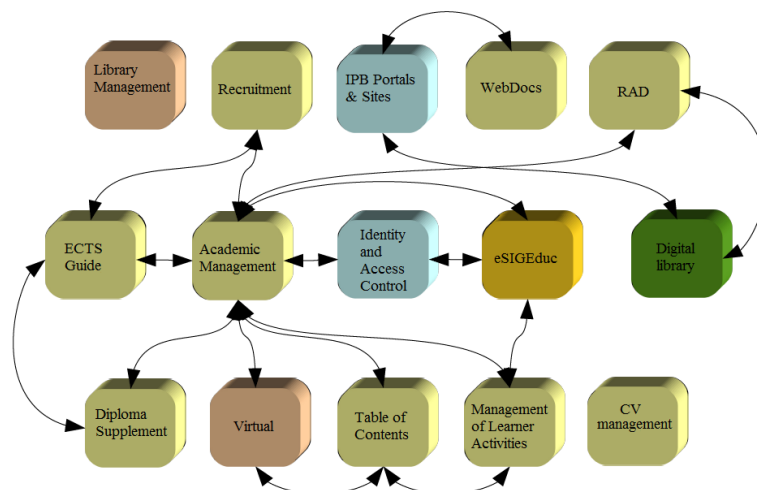 Library
Management
Recruitment
IPB Portals
& Sites
WebDocs
RAD
ECTS
Guide
Academic
Management
Identity and
Access
Control
eSIGEduc
Digital
library
Diploma
Supplement
Virtual
Table of
Contents
Management
of Learner
Activities
CV
management